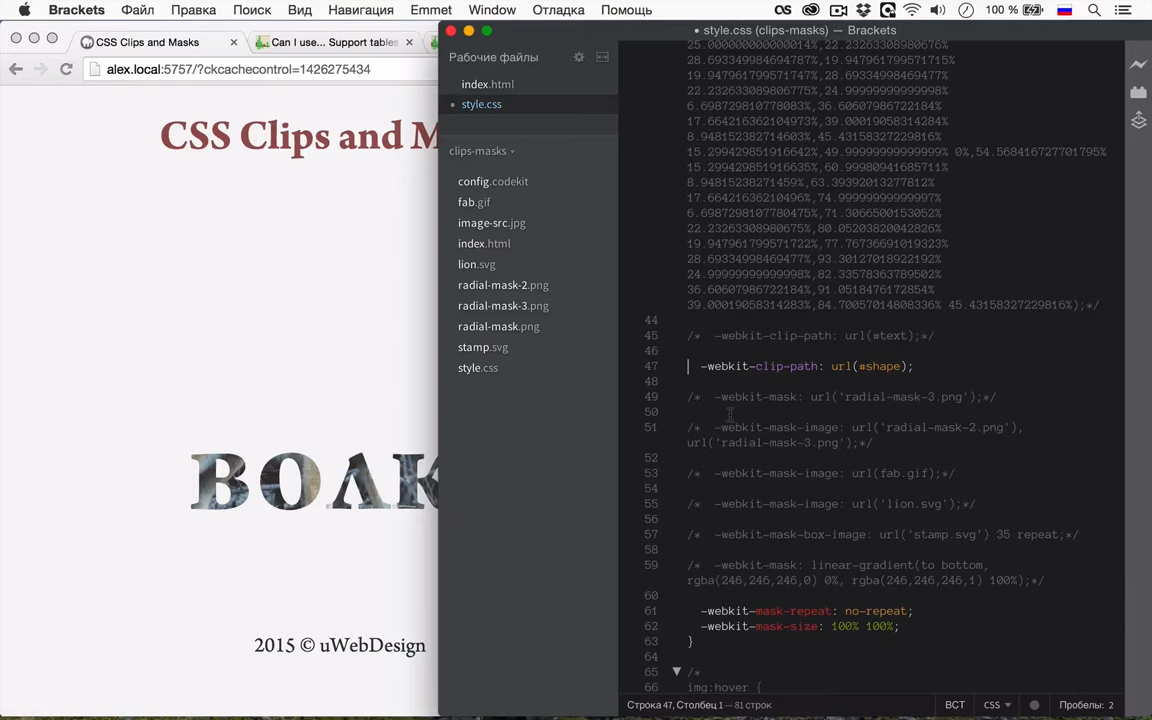 Brackets Файл Правка Поиск Вид Навигация Emmet Window Отладка Помощь 100 %
CSS Clips and Masks
Can I use... Support tables
alex.local:5757/?ckcachecontrol=1426275434
CSS Clips and M
ВОЛК
2015 © uWebDesign
• style.css (clips-masks) — Brackets
Рабочие файлы
index.html
style.css
clips-masks
config.codekit
fab.gif
image-src.jpg
index.html
lion.svg
radial-mask-2.png
radial-mask-3.png
radial-mask.png
stamp.svg
style.css
25.000000000000014%,22.23263308980676%
28.693349984694787%,19.947961799571715%
19.947961799571747%,28.69334998469477%
22.232633089806775%,24.99999999999998%
6.698729810778083%,36.60607986722184%
17.664216362104973%,39.00190583 14284%
8.948152382714603%,45.43158327229816%
15.299429851916642%,49.99999999999999% 0%,54.568416727701795%
15.299429851916635%,60.99809416857 11%
8.94815238271459%,63.39392013277812%
17.66421636210496%,74.99999999999997%
6.6987298107780475%,71.3066500153052%
22.23263308980675%,80.05203820042826%
19.947961799571722%,77.76736691019323%
28.69334998469477%,93.30127018922192%
24.99999999999998%,82.33578363789502%
36.60607986722184%,91.0518476172854%
39.00019058314283%,84.70057014808336% 45.43158327229816%);*/
44
45 /* -webkit-clip-path: url(#text);*/
46
47 -webkit-clip-path: url(#shape);
48
49 /* -webkit-mask: url('radial-mask-3.png');*/
50
51 /* -webkit-mask-image: url('radial-mask-2.png'),
url('radial-mask-3.png');*/
52
53 /* -webkit-mask-image: url(fab.gif);*/
54
55 /* -webkit-mask-image: url('lion.svg');*/
56
57 /* -webkit-mask-box-image: url('stamp.svg') 35 repeat;*/
58
59 /* -webkit-mask: linear-gradient(to bottom,
rgba(246,246,246,0) 0%, rgba(246,246,246,1) 100%);*/
60
61 -webkit-mask-repeat: no-repeat;
62 -webkit-mask-size: 100% 100%;
63 }
64
65 /*
66 img:hover {
Строка 47, Столбец 1 — 81 строк ВСТ CSS Пробелы: 2